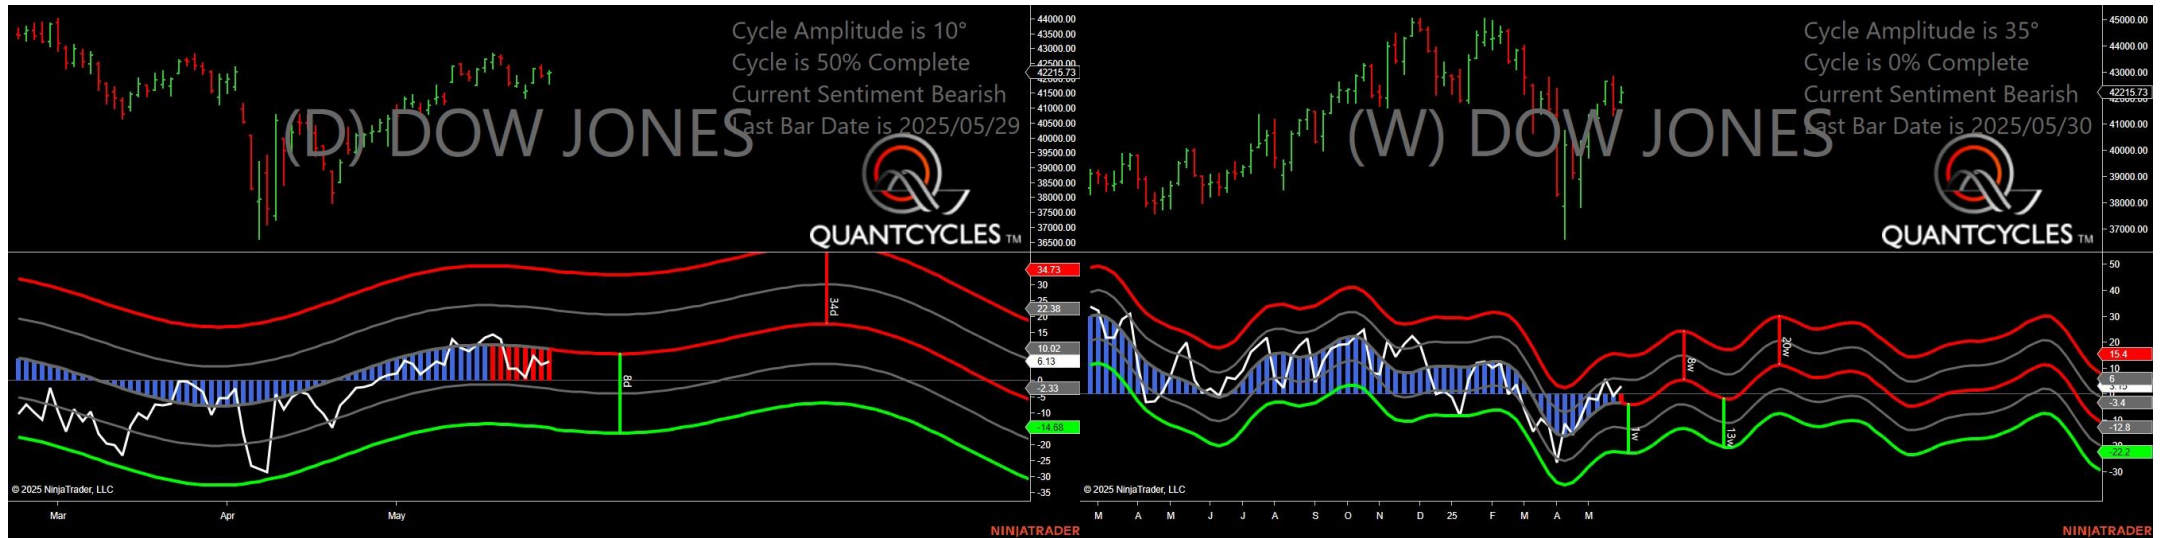 Cycle Amplitude is 10°
Cycle is 50% Complete
Current Sentiment Bearish
Last Bar Date is 2025/05/29
(D) DOW JONES
QUANTCYCLES TM
44000.00
43500.00
43000.00
42500.00
42215.73
41500.00
41000.00
40500.00
40000.00
39500.00
39000.00
38500.00
38000.00
37500.00
37000.00
36500.00
34.73
30
25
22.38
20
15
10.02
6.13
0
-2.33
-5
-10
-14.68
-20
-25
-30
-35
34d
8d
© 2025 NinjaTrader, LLC
Mar
Apr
May
NINJATRADER
Cycle Amplitude is 35°
Cycle is 0% Complete
Current Sentiment Bearish
Last Bar Date is 2025/05/30
(W) DOW JONES
QUANTCYCLES TM
45000.00
44000.00
43000.00
42215.73
41000.00
40000.00
39000.00
38000.00
37000.00
50
40
30
20
15.4
10
6
-3.4
-12.8
-22.2
-30
8w
20w
1w
13w
© 2025 NinjaTrader, LLC
M A M J J A S O N D 25 F M A M
NINJATRADER